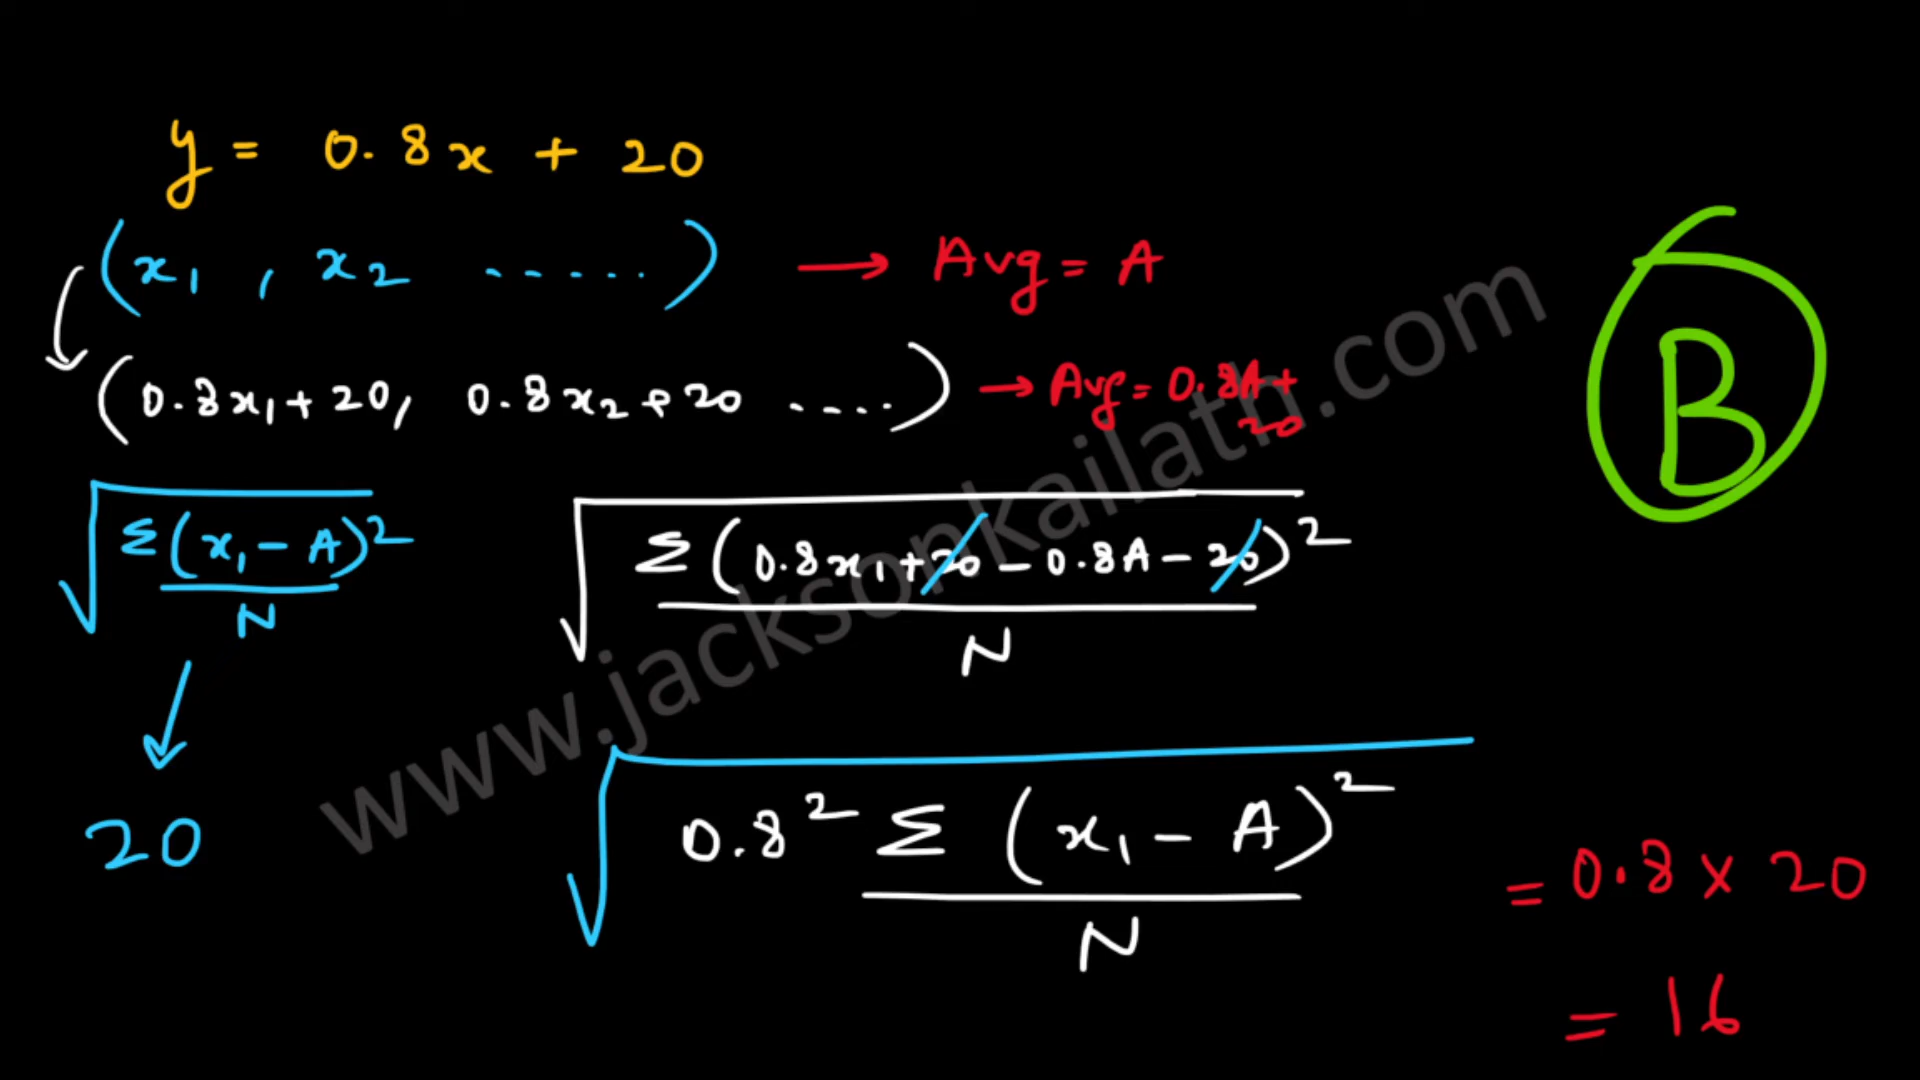 y = 0.8x + 20
(x₁ , x₂ ......) → Avg = A
(0.8x₁ + 20, 0.8x₂ + 20 ....) → Avg = 0.8A + 20
B
√(Σ(x₁ - A)² / N)
√(Σ(0.8x₁ + 20 - 0.8A - 20)² / N)
20
√(0.8² Σ(x₁ - A)² / N)
= 0.8 x 20
= 16
www.jacksonkailath.com